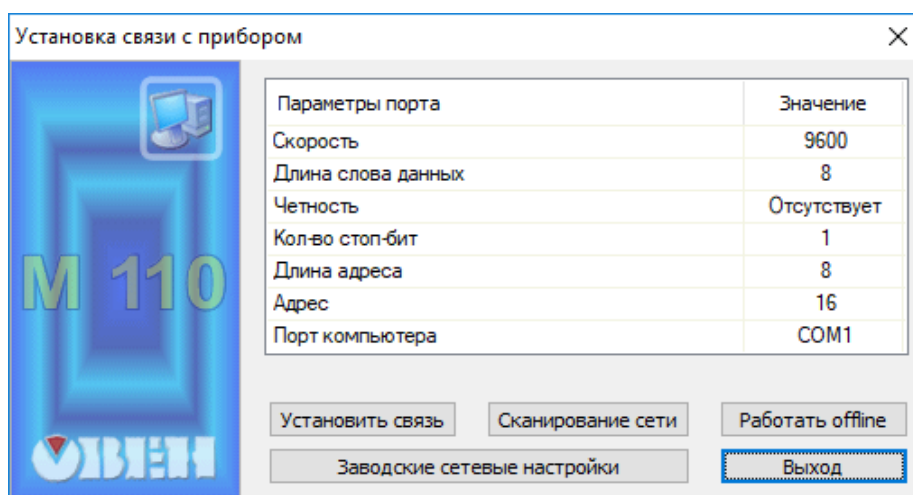 Установка связи с прибором
М 110
ОВЕН
Параметры порта Значение
Скорость 9600
Длина слова данных 8
Четность Отсутствует
Кол-во стоп-бит 1
Длина адреса 8
Адрес 16
Порт компьютера COM1
Установить связь Сканирование сети Работать offline
Заводские сетевые настройки Выход